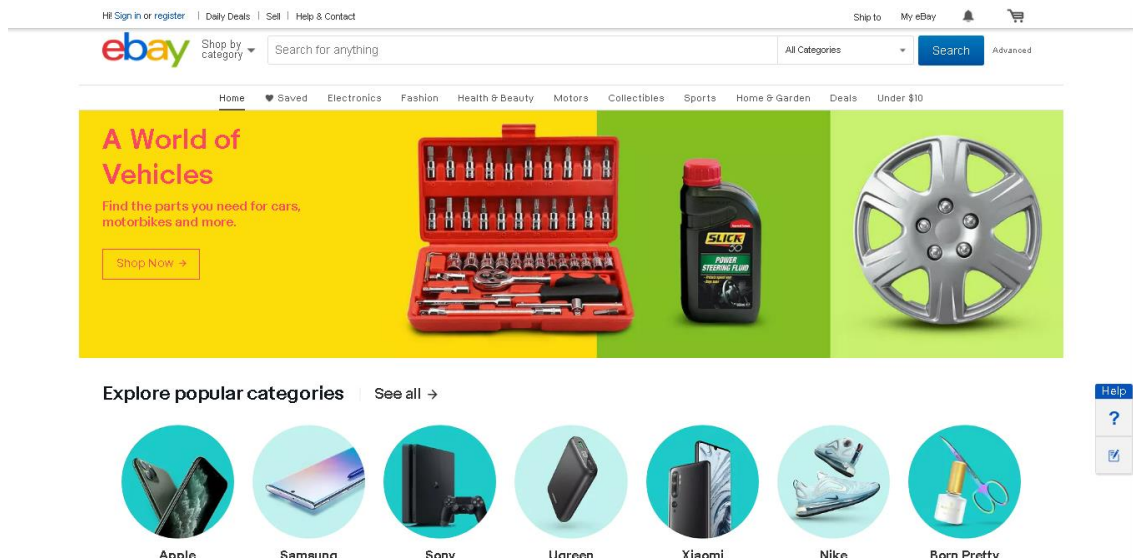 Hi! Sign in or register | Daily Deals | Sell | Help & Contact
Ship to My eBay
ebay
Shop by category
Search for anything
All Categories
Search
Advanced
Home Saved Electronics Fashion Health & Beauty Motors Collectibles Sports Home & Garden Deals Under $10
A World of
Vehicles
Find the parts you need for cars,
motorbikes and more.
Shop Now →
SLICK
30
POWER
STEERING FLUID
Explore popular categories | See all →
Help
?
Apple Samsung Sony Ugreen Xiaomi Nike Born Pretty